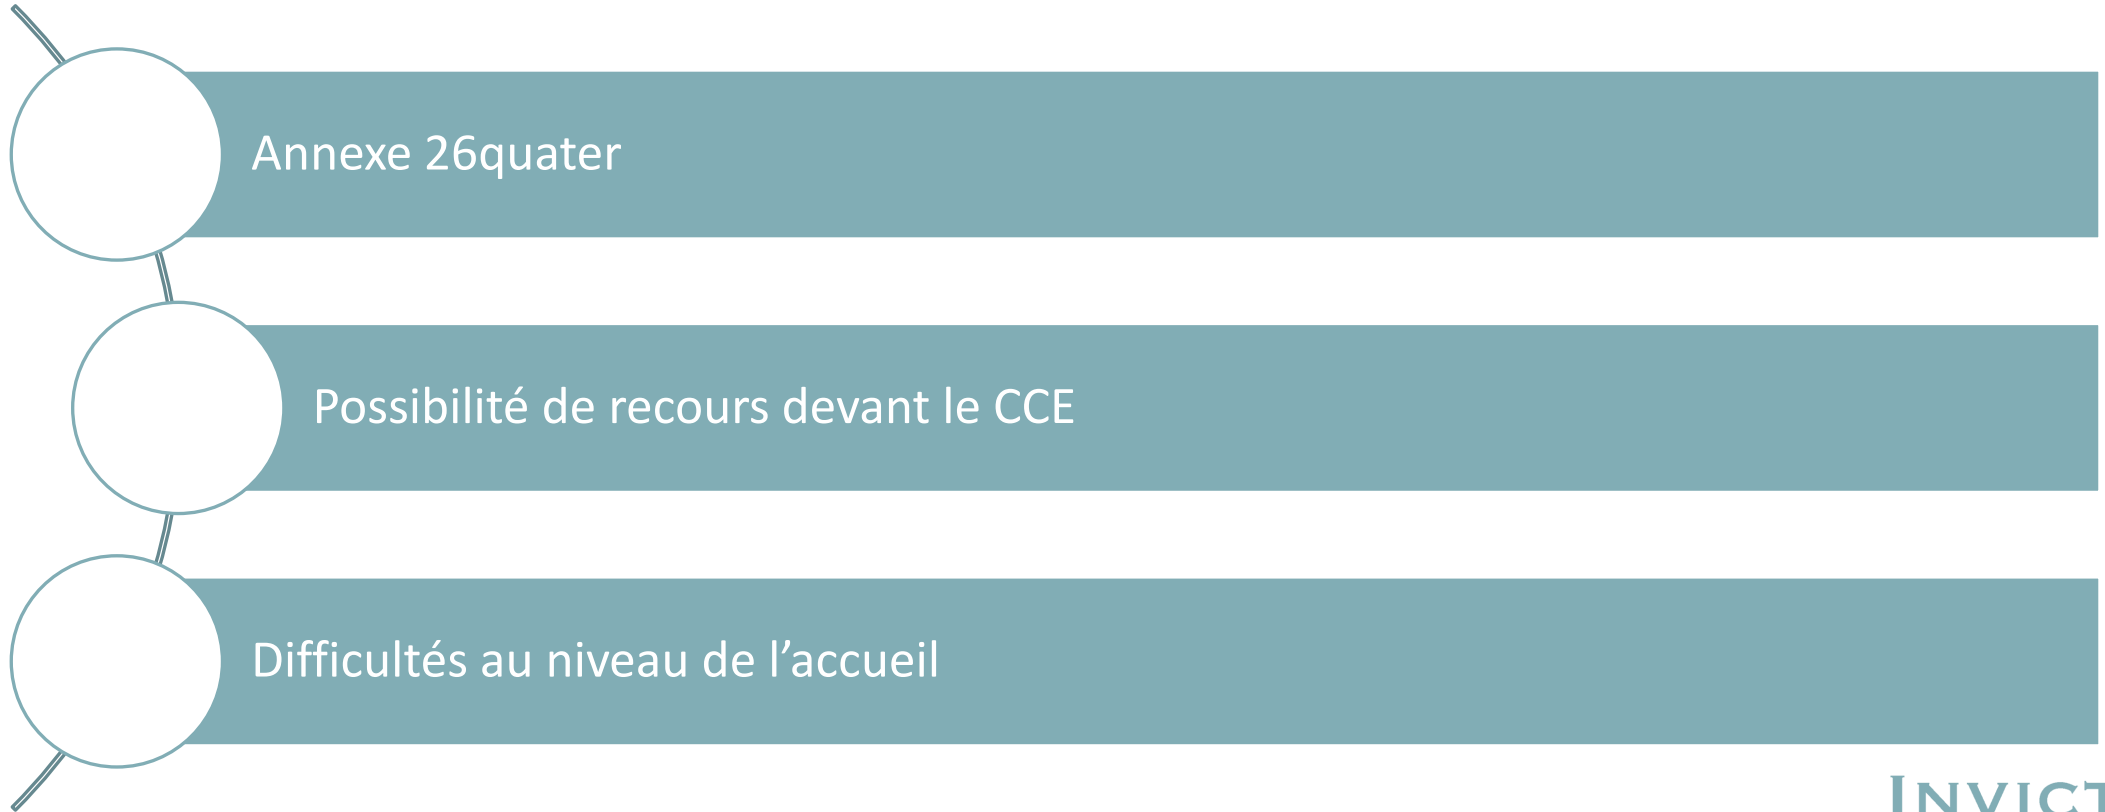 Annexe 26quater
Possibilité de recours devant le CCE
Difficultés au niveau de l’accueil